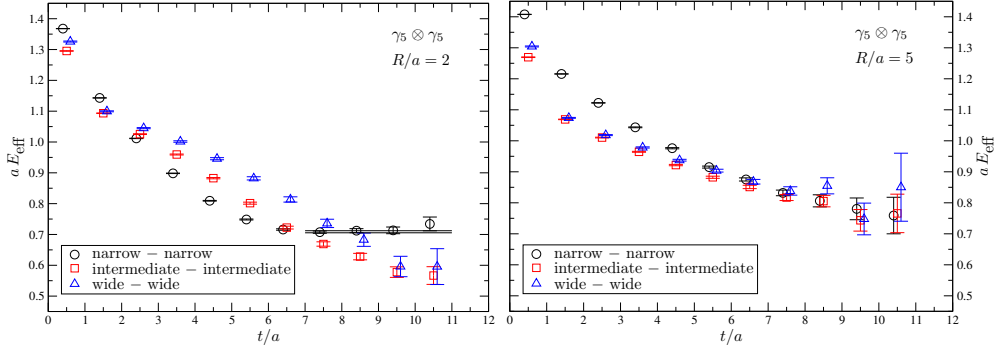 1.4
1.3
1.2
1.1
1.0
0.9
0.8
0.7
0.6
0.5
a E_eff
γ₅ ⊗ γ₅
R/a = 2
narrow − narrow
intermediate − intermediate
wide − wide
0 1 2 3 4 5 6 7 8 9 10 11 12
t/a
γ₅ ⊗ γ₅
R/a = 5
narrow − narrow
intermediate − intermediate
wide − wide
0 1 2 3 4 5 6 7 8 9 10 11 12
t/a
1.4
1.3
1.2
1.1
1.0
0.9
0.8
0.7
0.6
0.5
a E_eff